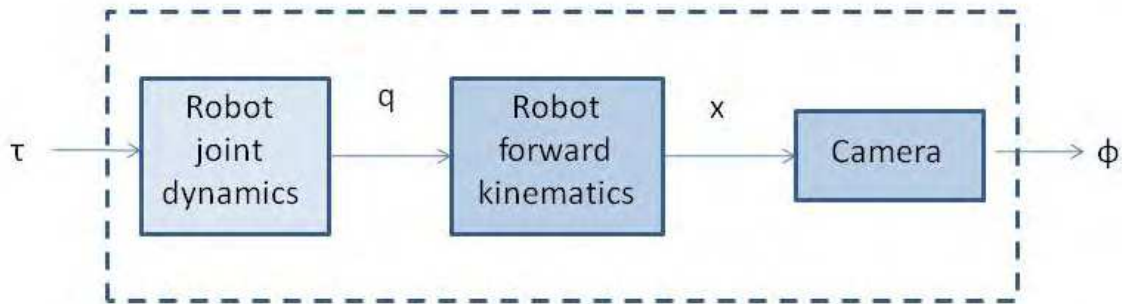 τ
Robot
joint
dynamics
q
Robot
forward
kinematics
x
Camera
ϕ